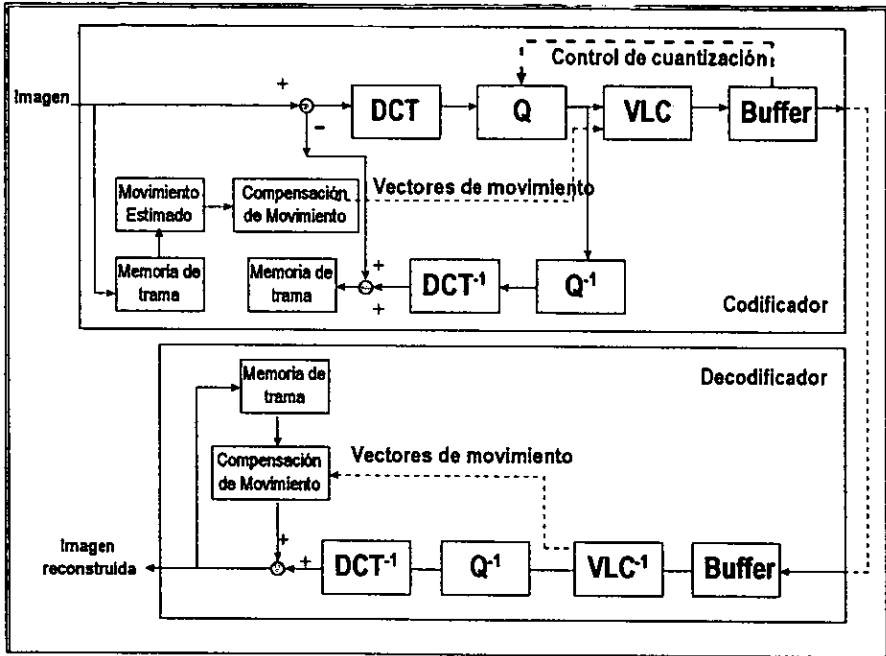 Control de cuantización
Imagen
+
DCT
Q
VLC
Buffer
−
Movimiento
Estimado
Compensación
de Movimiento
Vectores de movimiento
Memoria de
trama
Memoria de
trama
+
+
DCT⁻¹
Q⁻¹
Codificador
Memoria de
trama
Decodificador
Compensación
de Movimiento
Vectores de movimiento
+
Imagen
reconstruida
+
DCT⁻¹
Q⁻¹
VLC⁻¹
Buffer